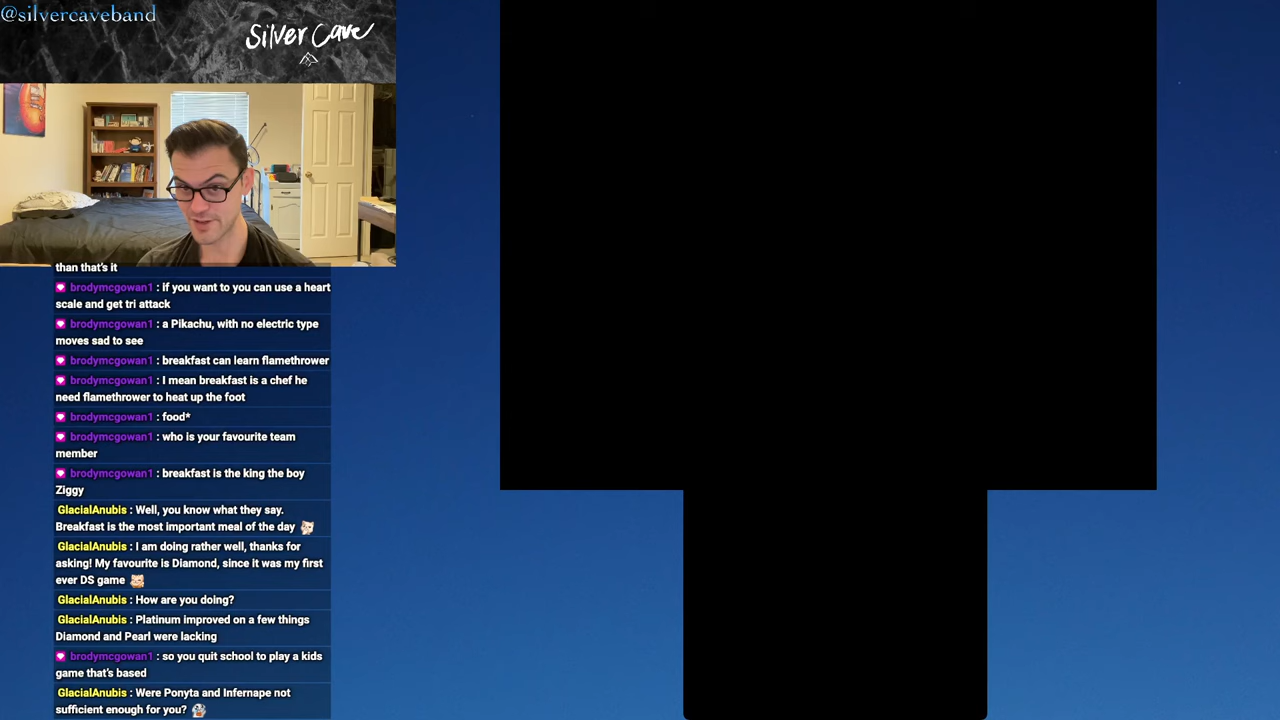 @silvercaveband
Silver Cave
than that's it
brodymcgowan1 : if you want to you can use a heart
scale and get tri attack
brodymcgowan1 : a Pikachu, with no electric type
moves sad to see
brodymcgowan1 : breakfast can learn flamethrower
brodymcgowan1 : I mean breakfast is a chef he
need flamethrower to heat up the foot
brodymcgowan1 : food*
brodymcgowan1 : who is your favourite team
member
brodymcgowan1 : breakfast is the king the boy
Ziggy
GlacialAnubis : Well, you know what they say.
Breakfast is the most important meal of the day
GlacialAnubis : I am doing rather well, thanks for
asking! My favourite is Diamond, since it was my first
ever DS game
GlacialAnubis : How are you doing?
GlacialAnubis : Platinum improved on a few things
Diamond and Pearl were lacking
brodymcgowan1 : so you quit school to play a kids
game that's based
GlacialAnubis : Were Ponyta and Infernape not
sufficient enough for you?